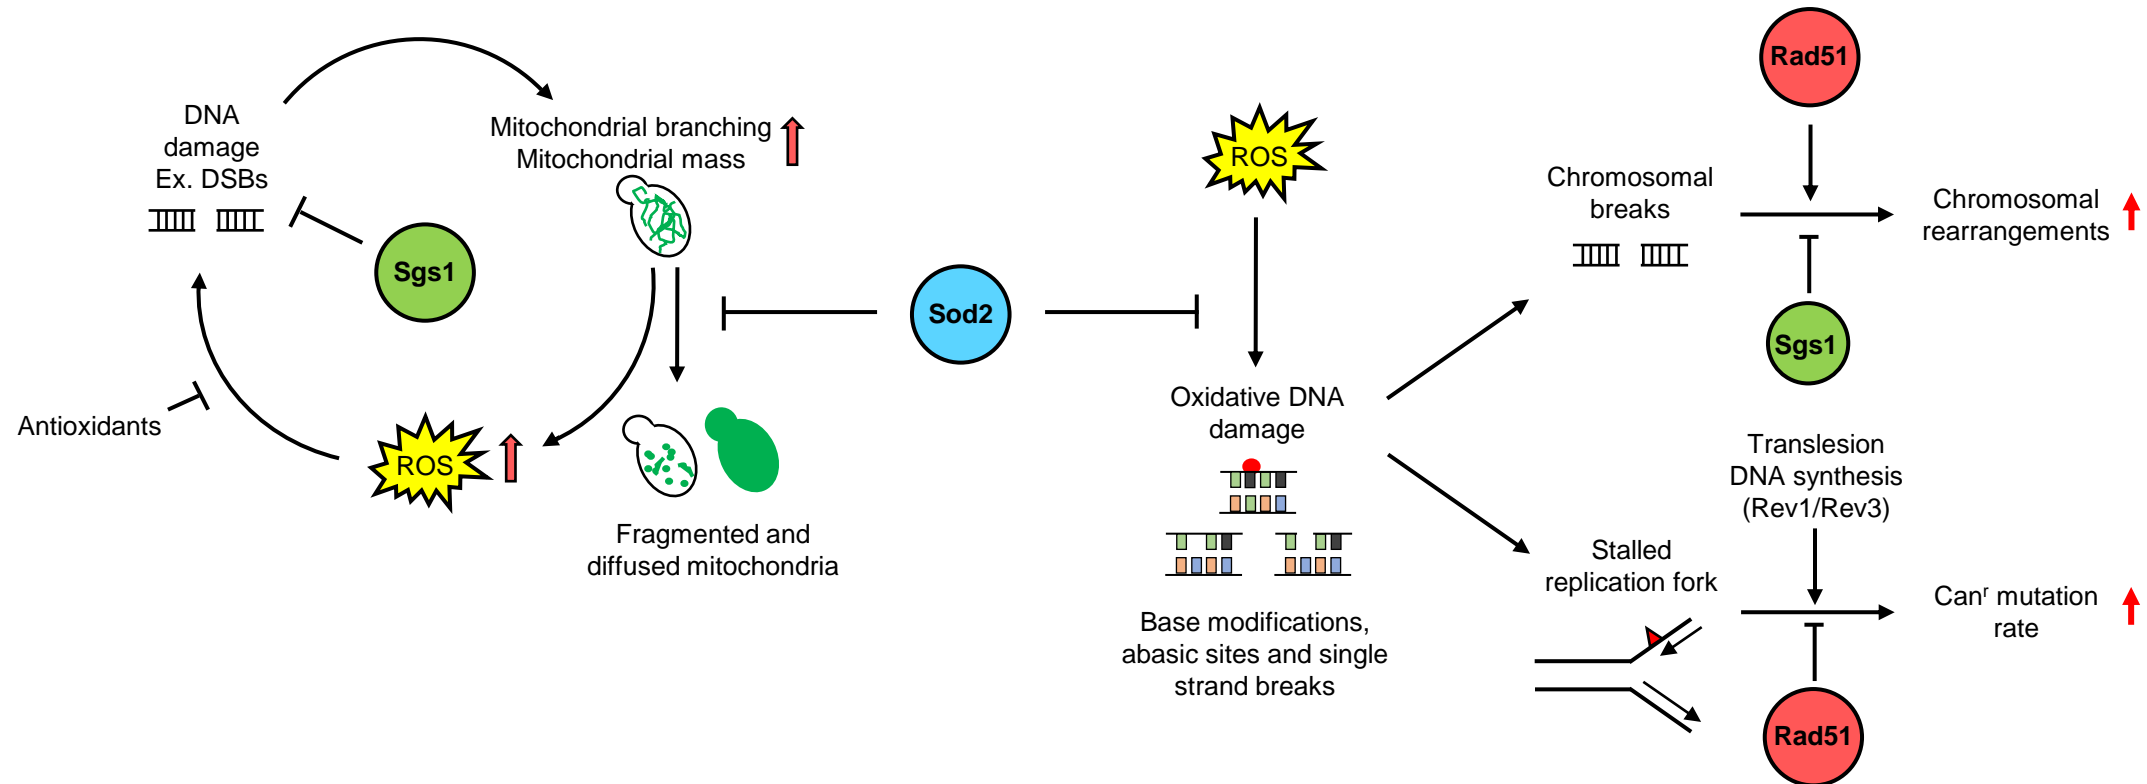 DNA
damage
Ex. DSBs
Mitochondrial branching
Mitochondrial mass
Sgs1
Antioxidants
ROS
Fragmented and
diffused mitochondria
Sod2
ROS
Oxidative DNA
damage
Base modifications,
abasic sites and single
strand breaks
Rad51
Chromosomal
breaks
Chromosomal
rearrangements
Sgs1
Translesion
DNA synthesis
(Rev1/Rev3)
Stalled
replication fork
Canʳ mutation
rate
Rad51